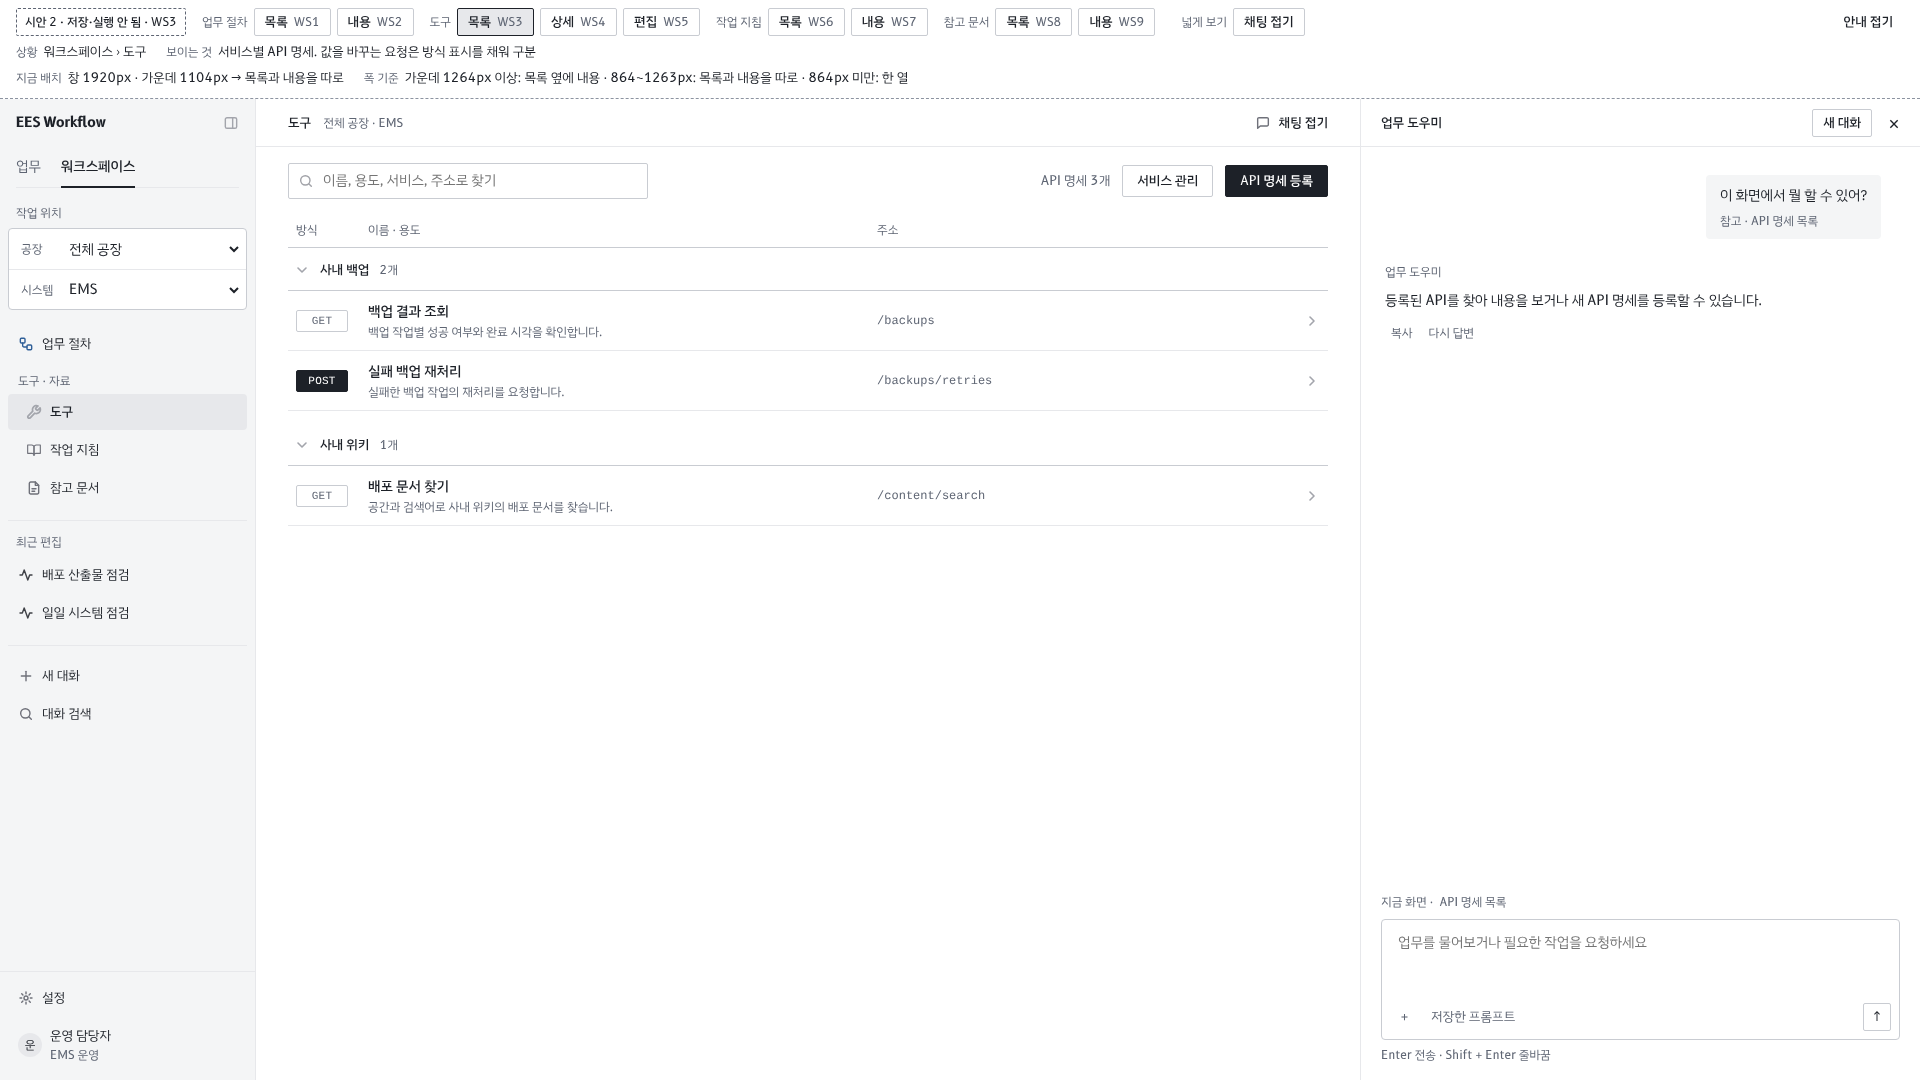 시안 2 · 저장·실행 안 됨 · WS3 업무 절차 목록 WS1 내용 WS2 도구 목록 WS3 상세 WS4 편집 WS5 작업 지침 목록 WS6 내용 WS7 참고 문서 목록 WS8 내용 WS9 넓게 보기 채팅 접기 안내 접기
상황 워크스페이스 › 도구 보이는 것 서비스별 API 명세. 값을 바꾸는 요청은 방식 표시를 채워 구분
지금 배치 창 1920px · 가운데 1104px → 목록과 내용을 따로 폭 기준 가운데 1264px 이상: 목록 옆에 내용 · 864~1263px: 목록과 내용을 따로 · 864px 미만: 한 열
EES Workflow
업무 워크스페이스
작업 위치
공장 전체 공장
시스템 EMS
업무 절차
도구 · 자료
도구
작업 지침
참고 문서
최근 편집
배포 산출물 점검
일일 시스템 점검
새 대화
대화 검색
설정
운 운영 담당자
EMS 운영
도구 전체 공장 · EMS 채팅 접기
이름, 용도, 서비스, 주소로 찾기 API 명세 3개 서비스 관리 API 명세 등록
방식 이름 · 용도 주소
사내 백업 2개
GET 백업 결과 조회 /backups
백업 작업별 성공 여부와 완료 시각을 확인합니다.
POST 실패 백업 재처리 /backups/retries
실패한 백업 작업의 재처리를 요청합니다.
사내 위키 1개
GET 배포 문서 찾기 /content/search
공간과 검색어로 사내 위키의 배포 문서를 찾습니다.
업무 도우미 새 대화 ×
이 화면에서 뭘 할 수 있어?
참고 · API 명세 목록
업무 도우미
등록된 API를 찾아 내용을 보거나 새 API 명세를 등록할 수 있습니다.
복사 다시 답변
지금 화면 · API 명세 목록
업무를 물어보거나 필요한 작업을 요청하세요
+ 저장한 프롬프트 ↑
Enter 전송 · Shift + Enter 줄바꿈